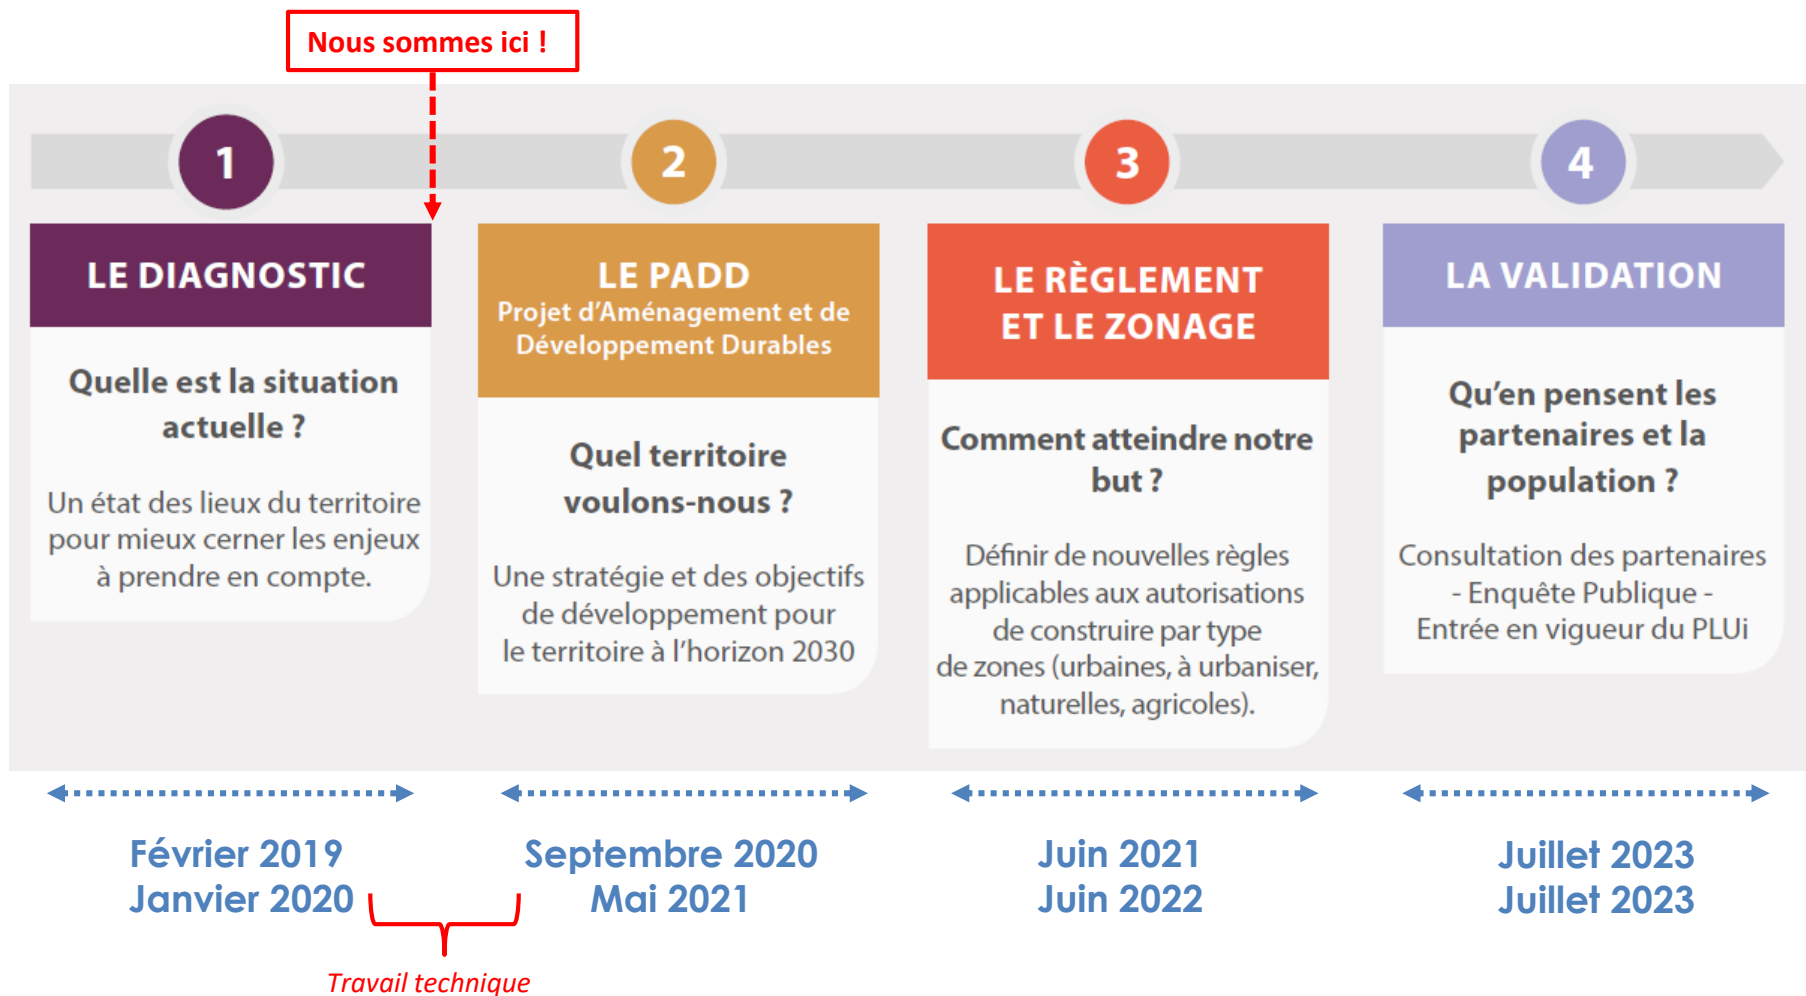 Nous sommes ici !
1
2
3
4
LE DIAGNOSTIC
Quelle est la situation
actuelle ?
Un état des lieux du territoire
pour mieux cerner les enjeux
à prendre en compte.
LE PADD
Projet d'Aménagement et de
Développement Durables
Quel territoire
voulons-nous ?
Une stratégie et des objectifs
de développement pour
le territoire à l'horizon 2030
LE RÈGLEMENT
ET LE ZONAGE
Comment atteindre notre
but ?
Définir de nouvelles règles
applicables aux autorisations
de construire par type
de zones (urbaines, à urbaniser,
naturelles, agricoles).
LA VALIDATION
Qu'en pensent les
partenaires et la
population ?
Consultation des partenaires
- Enquête Publique -
Entrée en vigueur du PLUi
Février 2019
Janvier 2020
Septembre 2020
Mai 2021
Juin 2021
Juin 2022
Juillet 2023
Juillet 2023
Travail technique